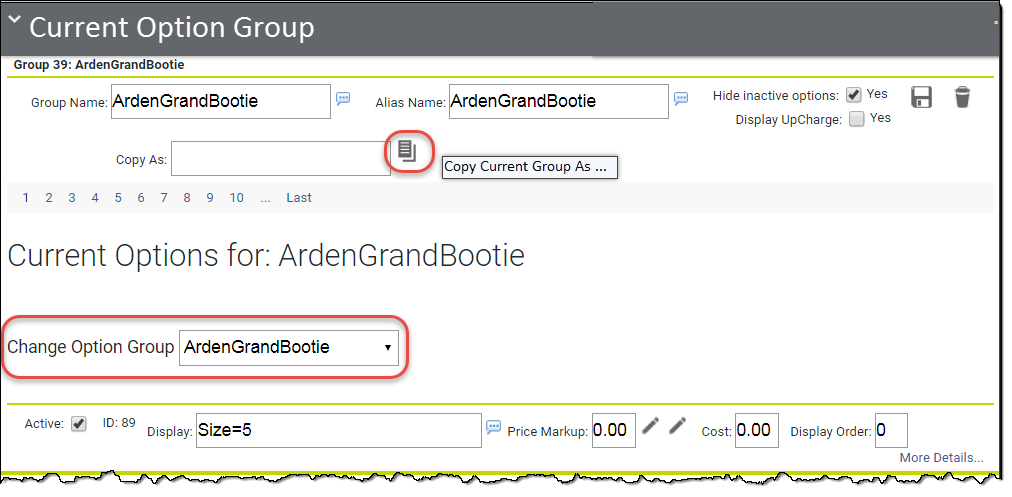 Current Option Group
Group 39: ArdenGrandBootie
Group Name: ArdenGrandBootie Alias Name: ArdenGrandBootie Hide inactive options: Yes
Display UpCharge: Yes
Copy As:
Copy Current Group As ...
1 2 3 4 5 6 7 8 9 10 ... Last
Current Options for: ArdenGrandBootie
Change Option Group ArdenGrandBootie
Active: ID: 89 Display: Size=5 Price Markup: 0.00 Cost: 0.00 Display Order: 0
More Details...